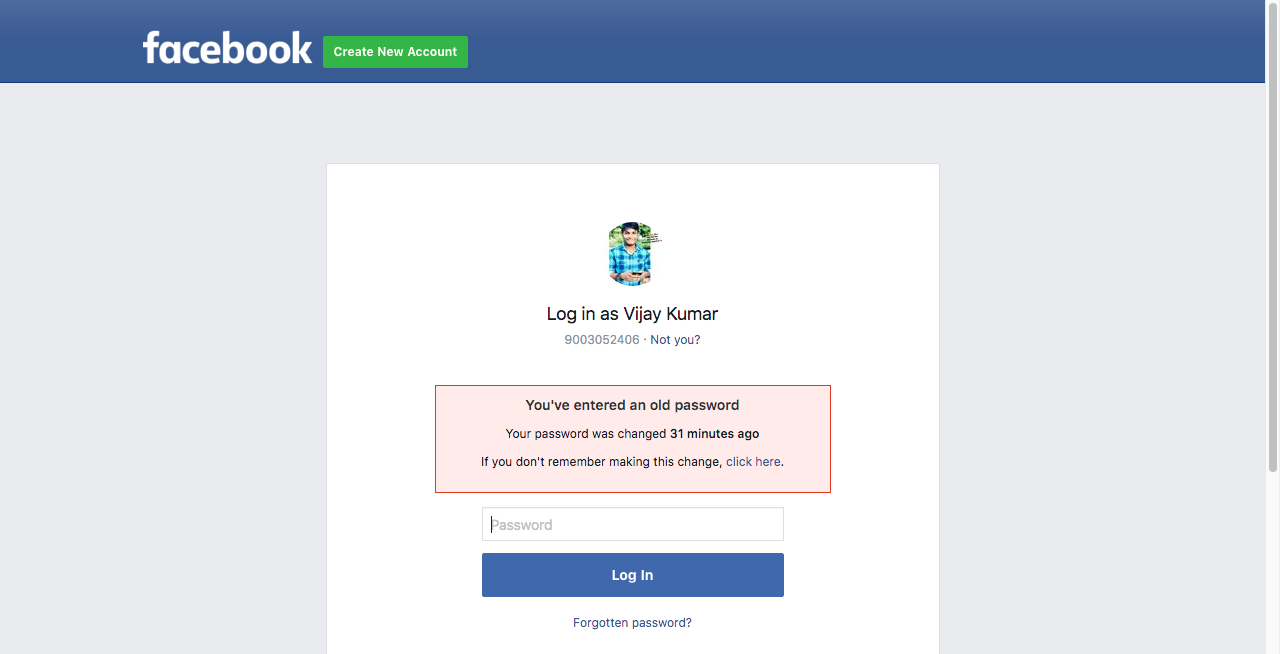 facebook
Create New Account
Log in as Vijay Kumar
9003052406 · Not you?
You've entered an old password
Your password was changed 31 minutes ago
If you don't remember making this change, click here.
Password
Log In
Forgotten password?